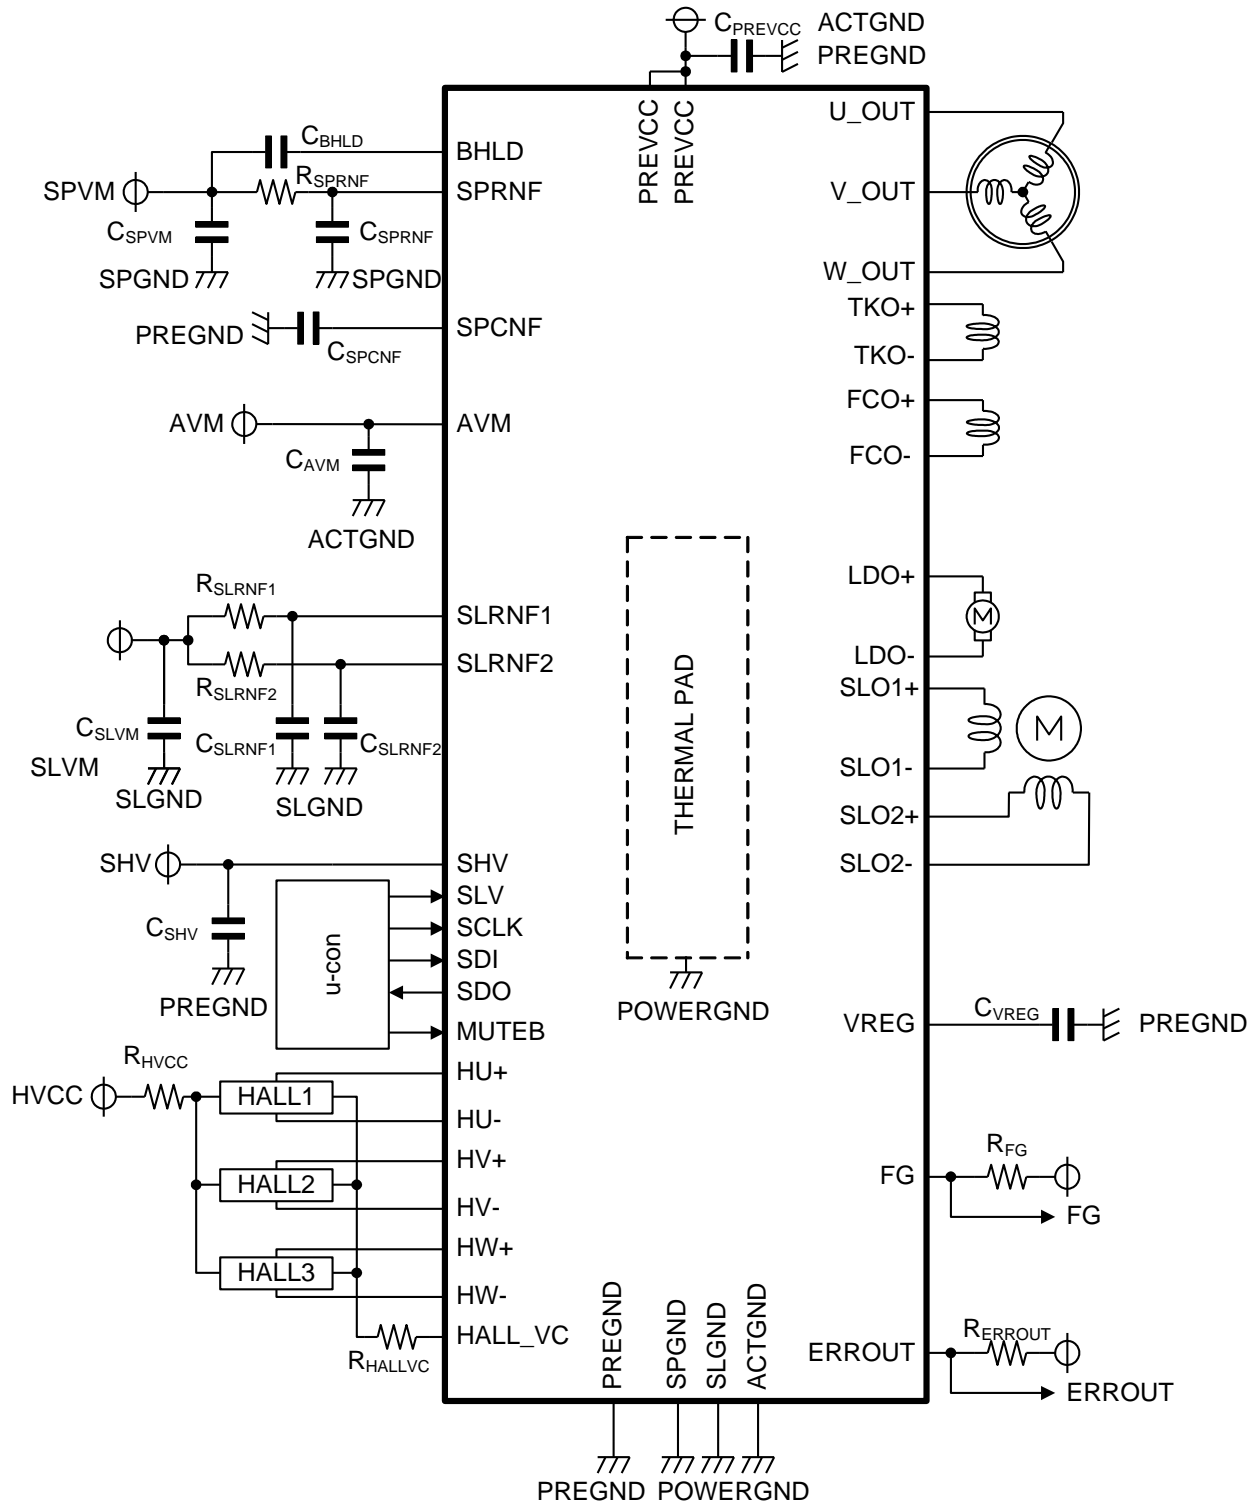 CPREVCC ACTGND
PREGND
PREVCC
PREVCC
CBHLD
BHLD
SPVM
RSPRNF
SPRNF
CSPVM
CSPRNF
SPGND
SPGND
PREGND
CSPCNF
SPCNF
AVM
AVM
CAVM
ACTGND
RSLRNF1
SLRNF1
RSLRNF2
SLRNF2
CSLVM
CSLRNF1
CSLRNF2
SLVM
SLGND
SLGND
SHV
SHV
CSHV
PREGND
u-con
SLV
SCLK
SDI
SDO
MUTEB
RHVCC
HVCC
HALL1
HU+
HU-
HALL2
HV+
HV-
HALL3
HW+
HW-
RHALLVC
HALL_VC
THERMAL PAD
POWERGND
U_OUT
V_OUT
W_OUT
TKO+
TKO-
FCO+
FCO-
LDO+
M
LDO-
SLO1+
M
SLO1-
SLO2+
SLO2-
VREG
CVREG
PREGND
FG
RFG
FG
ERROUT
RERROUT
ERROUT
PREGND
SPGND
SLGND
ACTGND
PREGND POWERGND